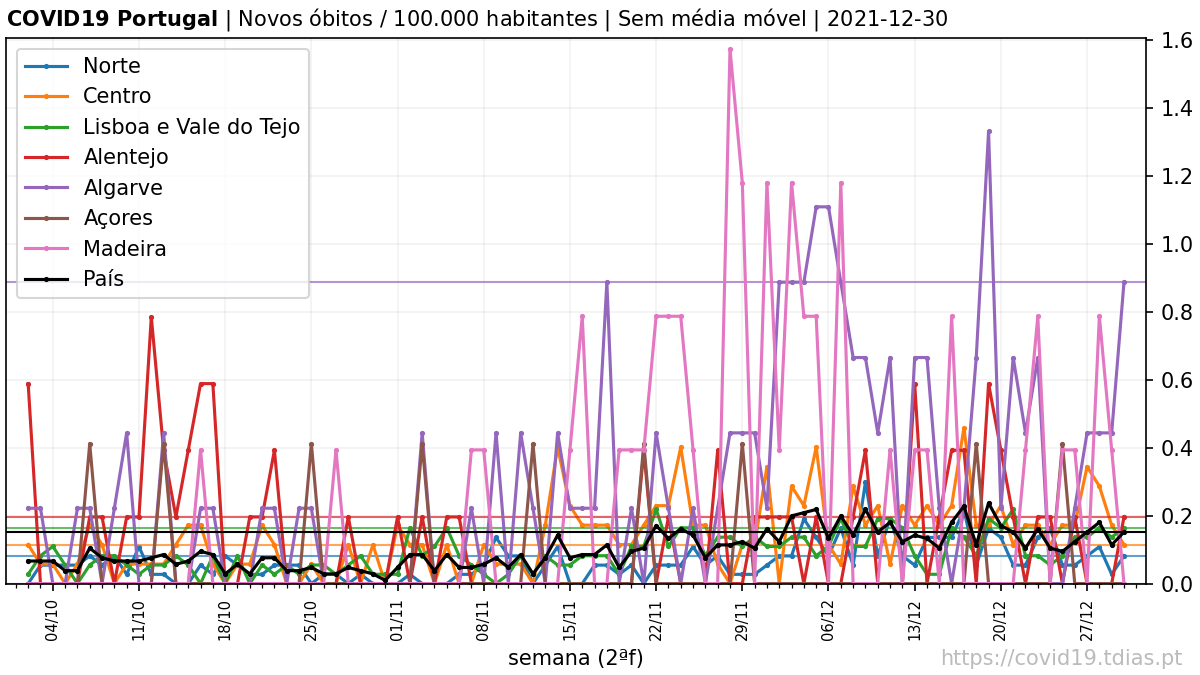 COVID19 Portugal | Novos óbitos / 100.000 habitantes | Sem média móvel | 2021-12-30
Norte
Centro
Lisboa e Vale do Tejo
Alentejo
Algarve
Açores
Madeira
País
1.6
1.4
1.2
1.0
0.8
0.6
0.4
0.2
0.0
04/10
11/10
18/10
25/10
01/11
08/11
15/11
22/11
29/11
06/12
13/12
20/12
27/12
semana (2ªf)
https://covid19.tdias.pt